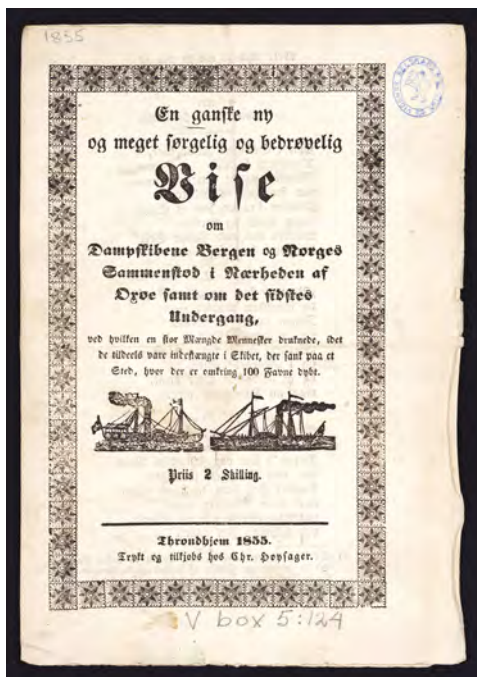 1855
En ganske ny
og meget sørgelig og bedrøvelig
Vise
om
Dampskibene Bergen og Norges
Sammenstød i Nærheden af
Oxøe samt om det sidstes
Undergang,
ved hvilken en stor Mængde Mennesker druknede, idet
de tildeels vare indestængte i Skibet, der sank paa et
Sted, hvor der er omkring 100 Favne dybt.
Priis 2 Skilling.
Throndhjem 1855.
Trykt og tilkjøbs hos Chr. Høysager.
V box 5:124